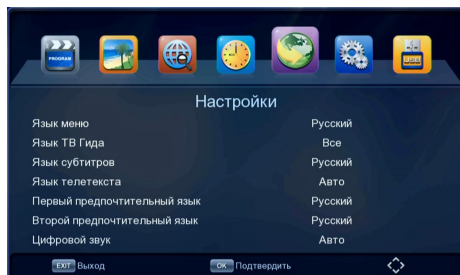 PROGRAM
USB
Настройки
Язык меню Русский
Язык ТВ Гида Все
Язык субтитров Русский
Язык телетекста Авто
Первый предпочтительный язык Русский
Второй предпочтительный язык Русский
Цифровой звук Авто
EXIT Выход OK Подтвердить